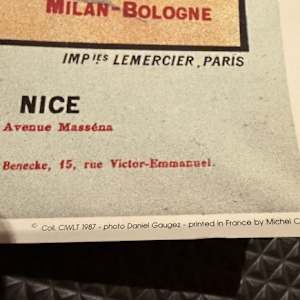 MILAN-BOLOGNE
IMPIES LEMERCIER, PARIS
NICE
Avenue Masséna
Benecke, 15, rue Victor-Emmanuel.
© Coll. CIWLT 1987 - photo Daniel Gaugez - printed in France by Michel